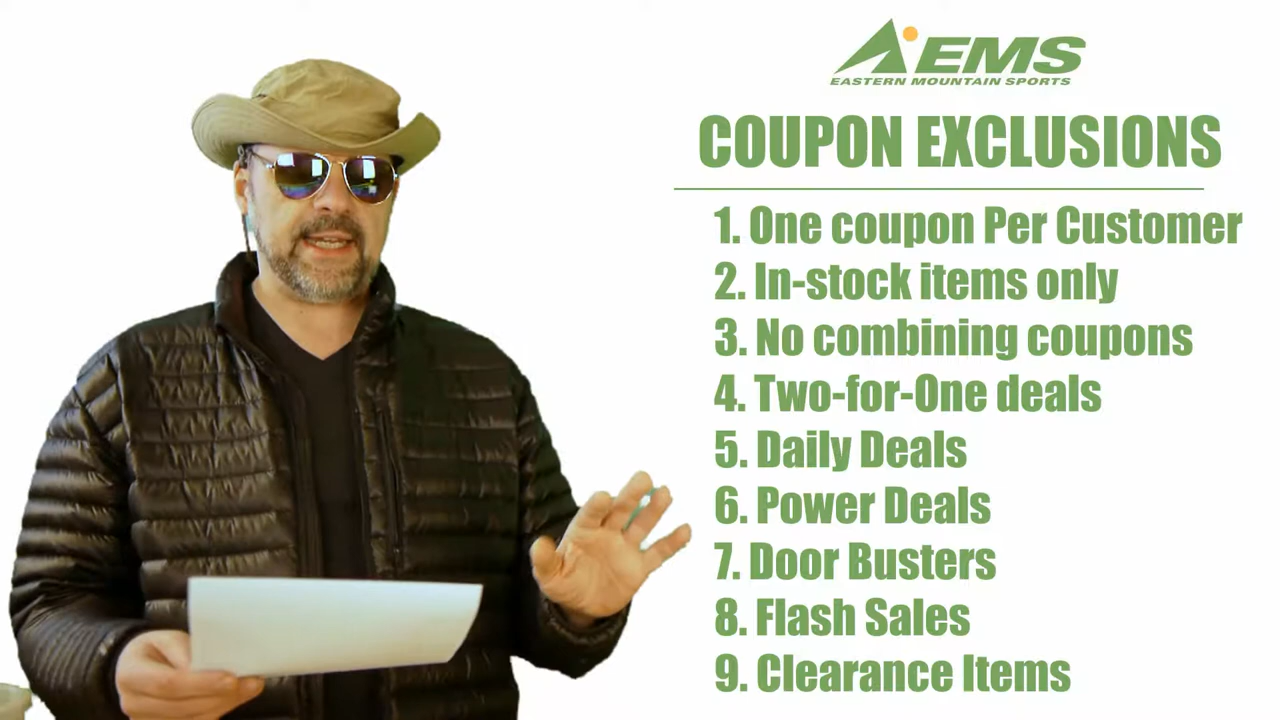 EMS
EASTERN MOUNTAIN SPORTS
COUPON EXCLUSIONS
1. One coupon Per Customer
2. In-stock items only
3. No combining coupons
4. Two-for-One deals
5. Daily Deals
6. Power Deals
7. Door Busters
8. Flash Sales
9. Clearance Items